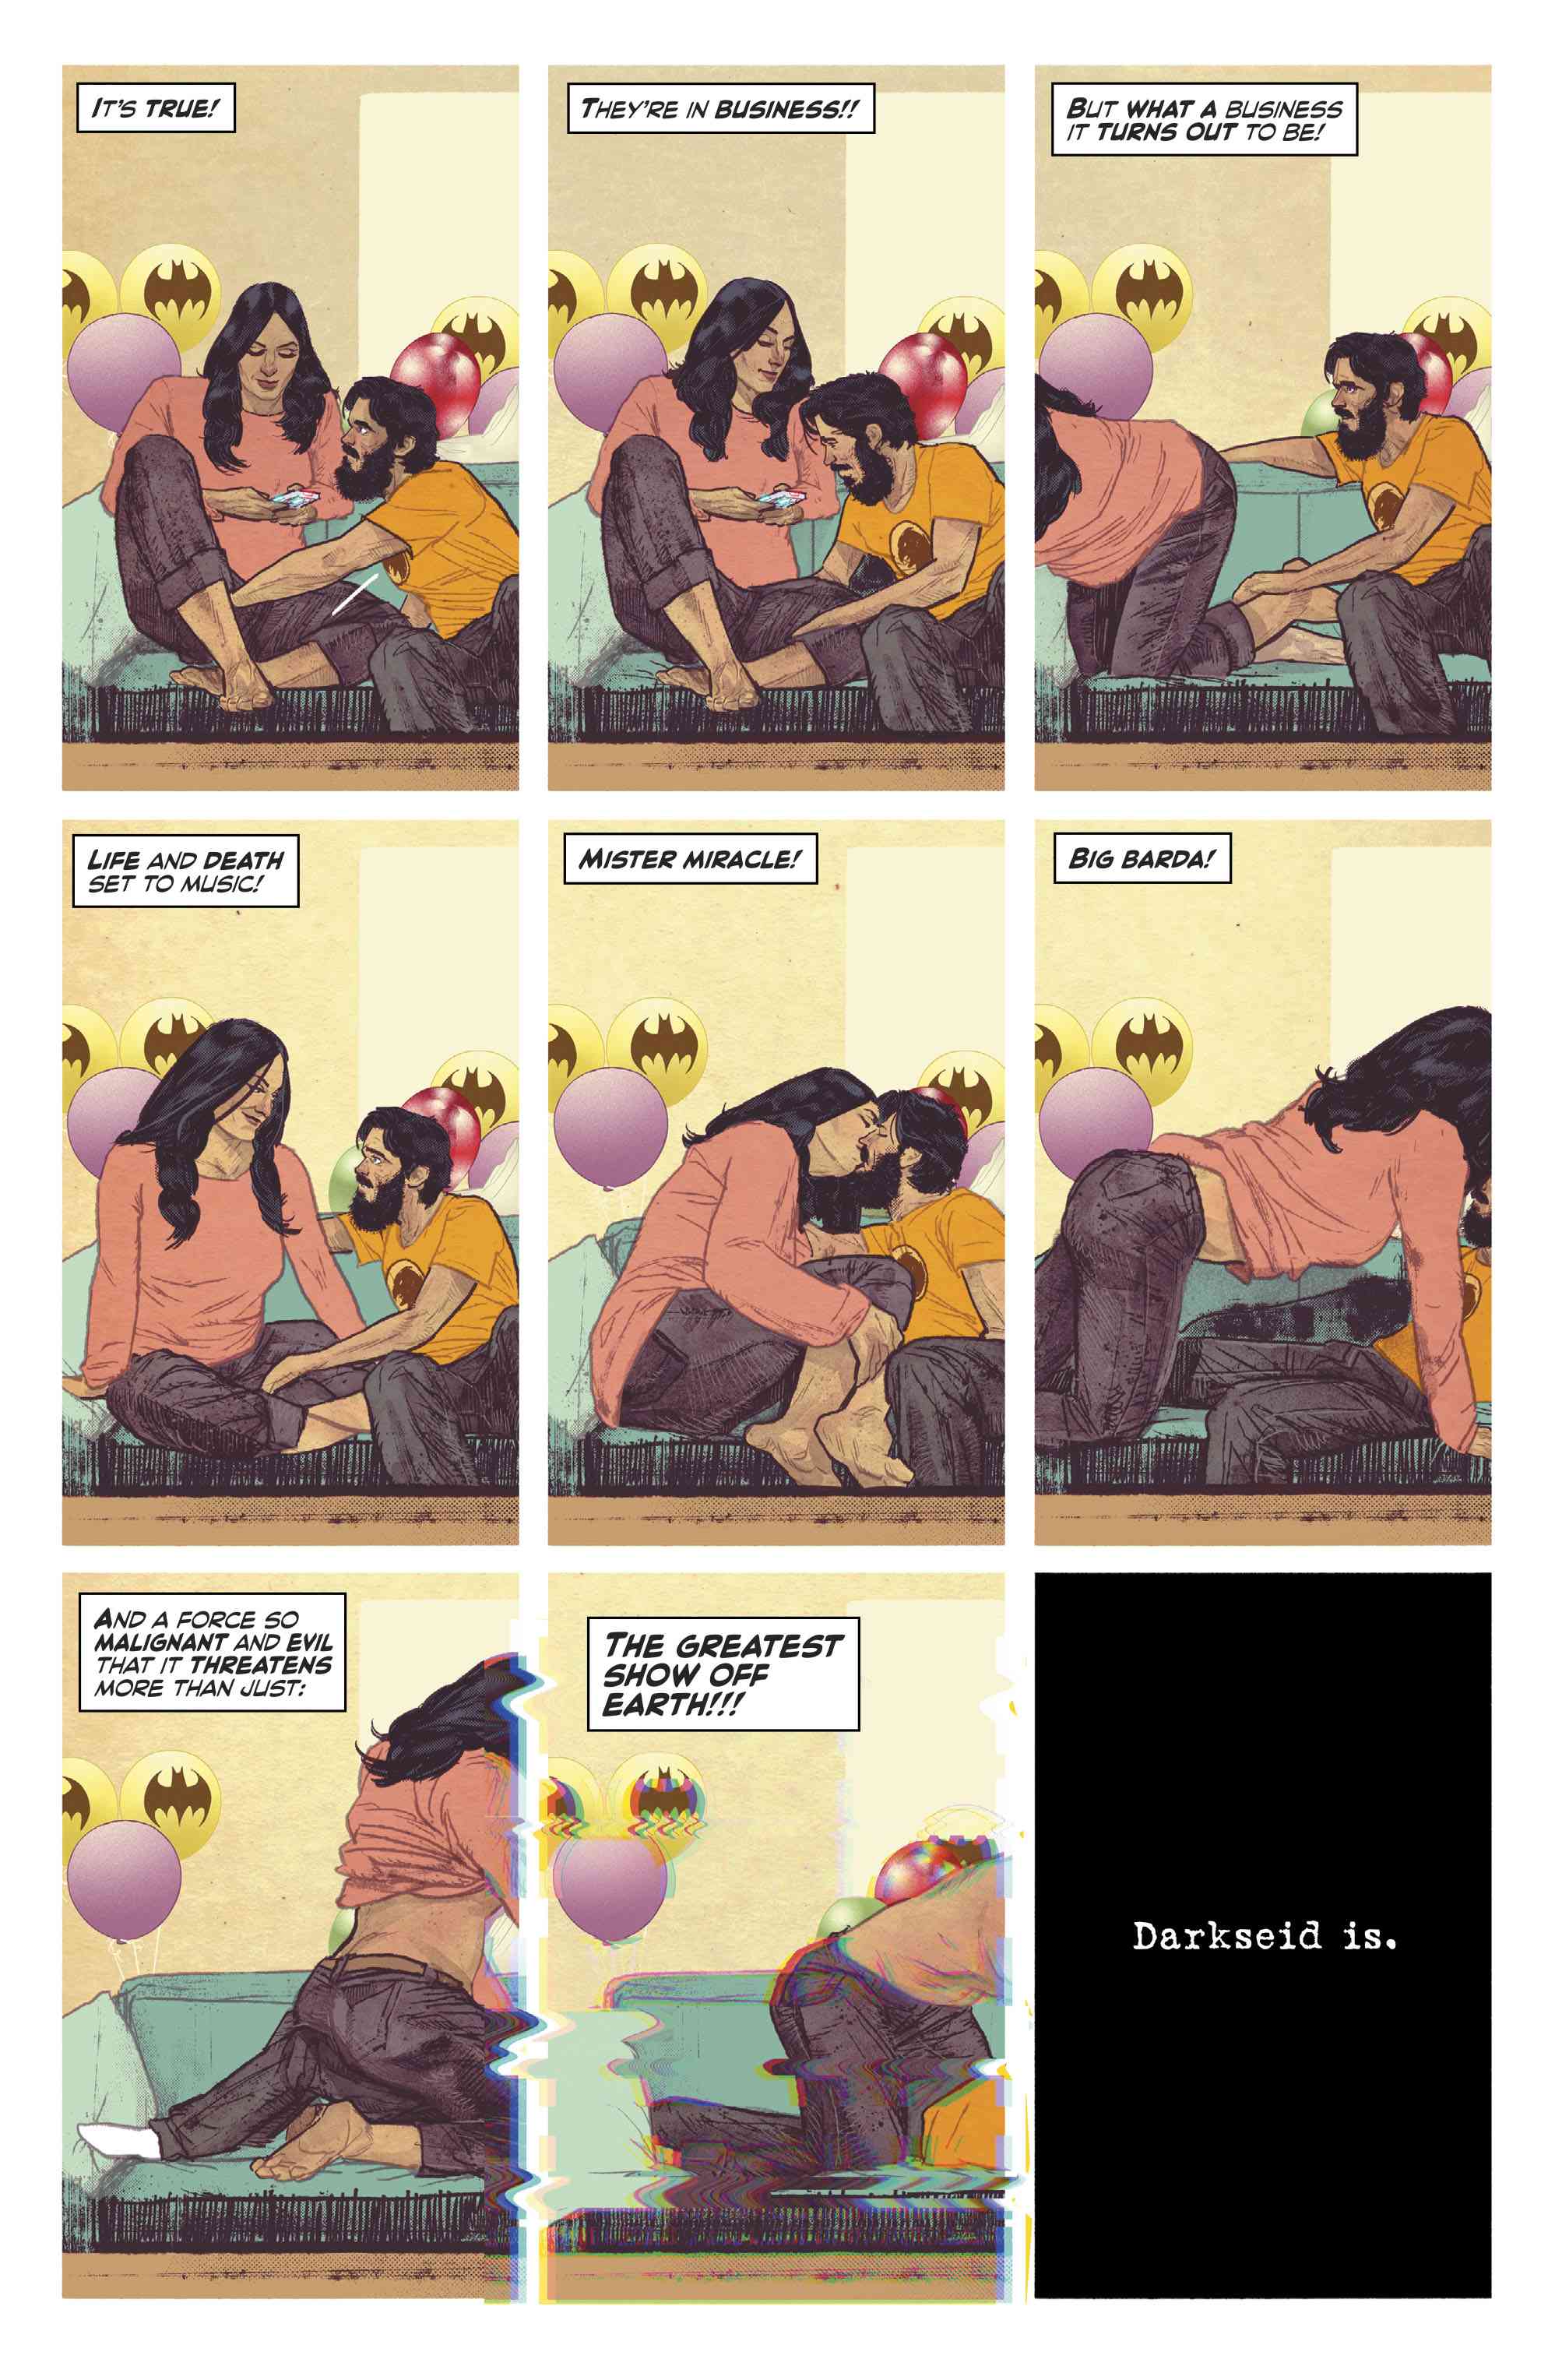 IT'S TRUE!
THEY'RE IN BUSINESS!!
BUT WHAT A BUSINESS
IT TURNS OUT TO BE!
LIFE AND DEATH
SET TO MUSIC!
MISTER MIRACLE!
BIG BARDA!
AND A FORCE SO
MALIGNANT AND EVIL
THAT IT THREATENS
MORE THAN JUST:
THE GREATEST
SHOW OFF
EARTH!!!
Darkseid is.